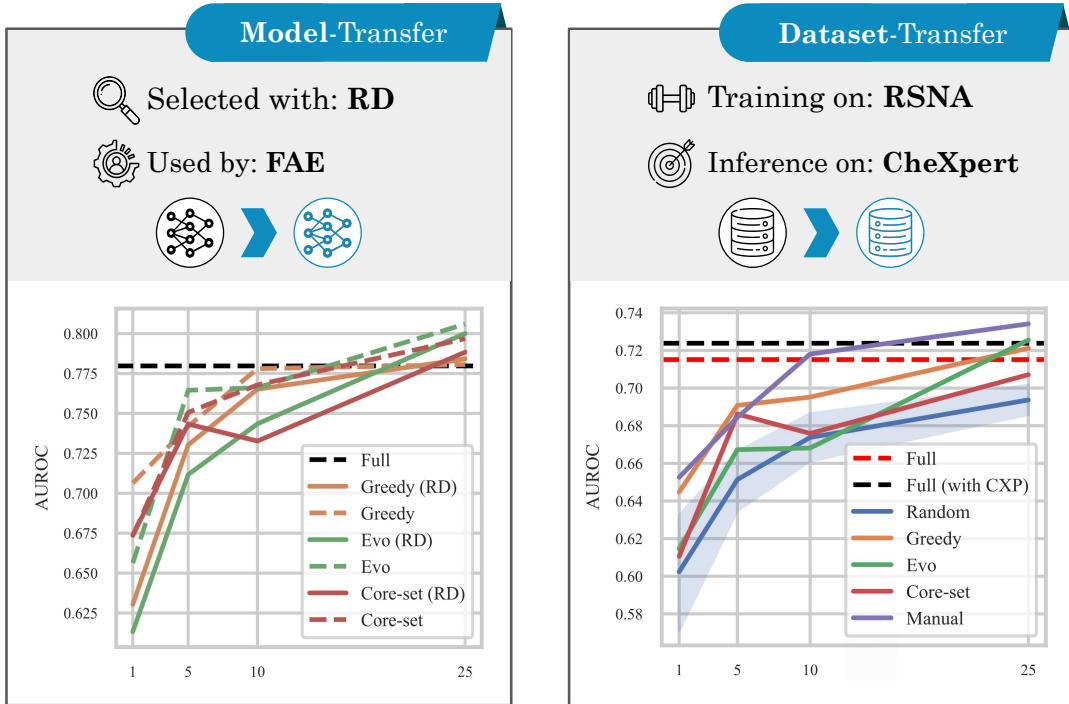 Model-Transfer
Selected with: RD
Used by: FAE
AUROC
0.800
0.775
0.750
0.725
0.700
0.675
0.650
0.625
Full
Greedy (RD)
Greedy
Evo (RD)
Evo
Core-set (RD)
Core-set
1 5 10 25
Dataset-Transfer
Training on: RSNA
Inference on: CheXpert
AUROC
0.74
0.72
0.70
0.68
0.66
0.64
0.62
0.60
0.58
Full
Full (with CXP)
Random
Greedy
Evo
Core-set
Manual
1 5 10 25